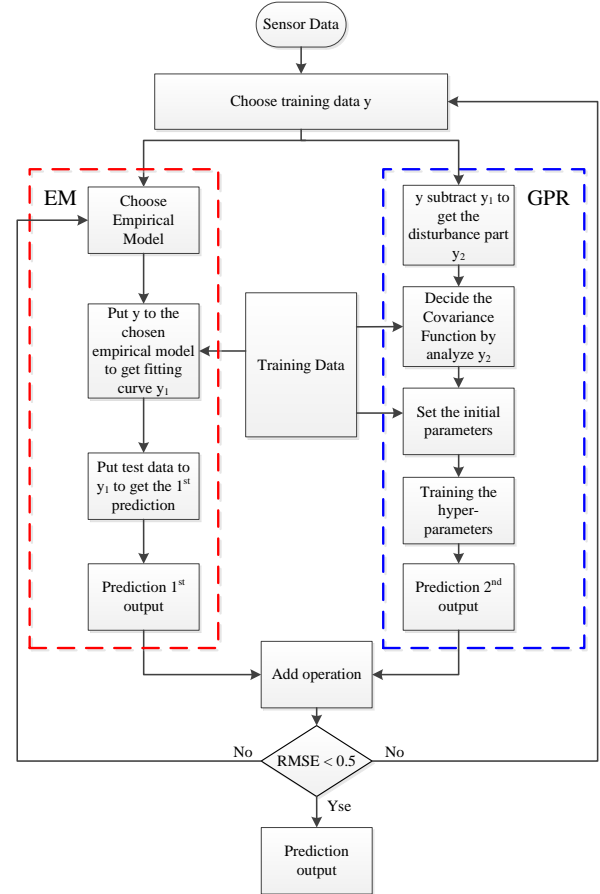 Sensor Data
Choose training data y
EM
Choose
Empirical
Model
Put y to the
chosen
empirical model
to get fitting
curve y₁
Put test data to
y₁ to get the 1ˢᵗ
prediction
Prediction 1ˢᵗ
output
Training Data
GPR
y subtract y₁ to
get the
disturbance part
y₂
Decide the
Covariance
Function by
analyze y₂
Set the initial
parameters
Training the
hyper-
parameters
Prediction 2ⁿᵈ
output
Add operation
No
RMSE < 0.5
No
Yse
Prediction
output